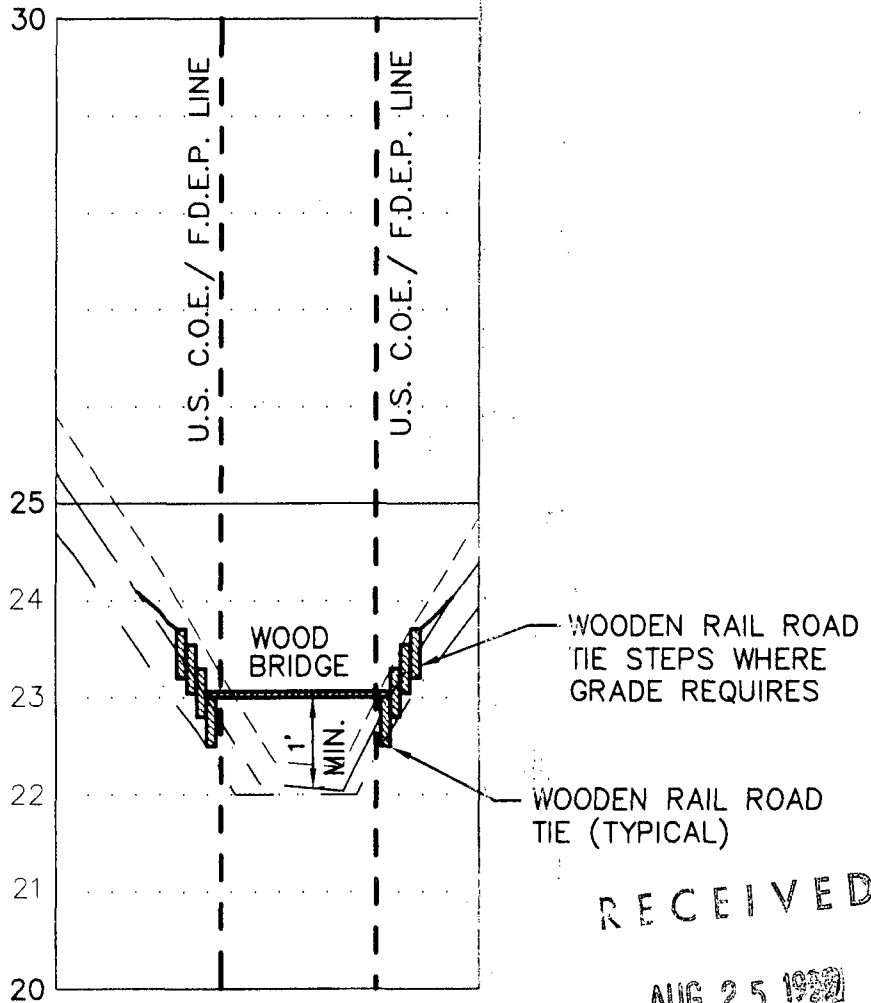 30
U.S. C.O.E./ F.D.E.P. LINE
U.S. C.O.E./ F.D.E.P. LINE
25
24
WOOD
BRIDGE
WOODEN RAIL ROAD
TIE STEPS WHERE
GRADE REQUIRES
23
1'
MIN.
22
WOODEN RAIL ROAD
TIE (TYPICAL)
21
RECEIVED
20
AUG 25